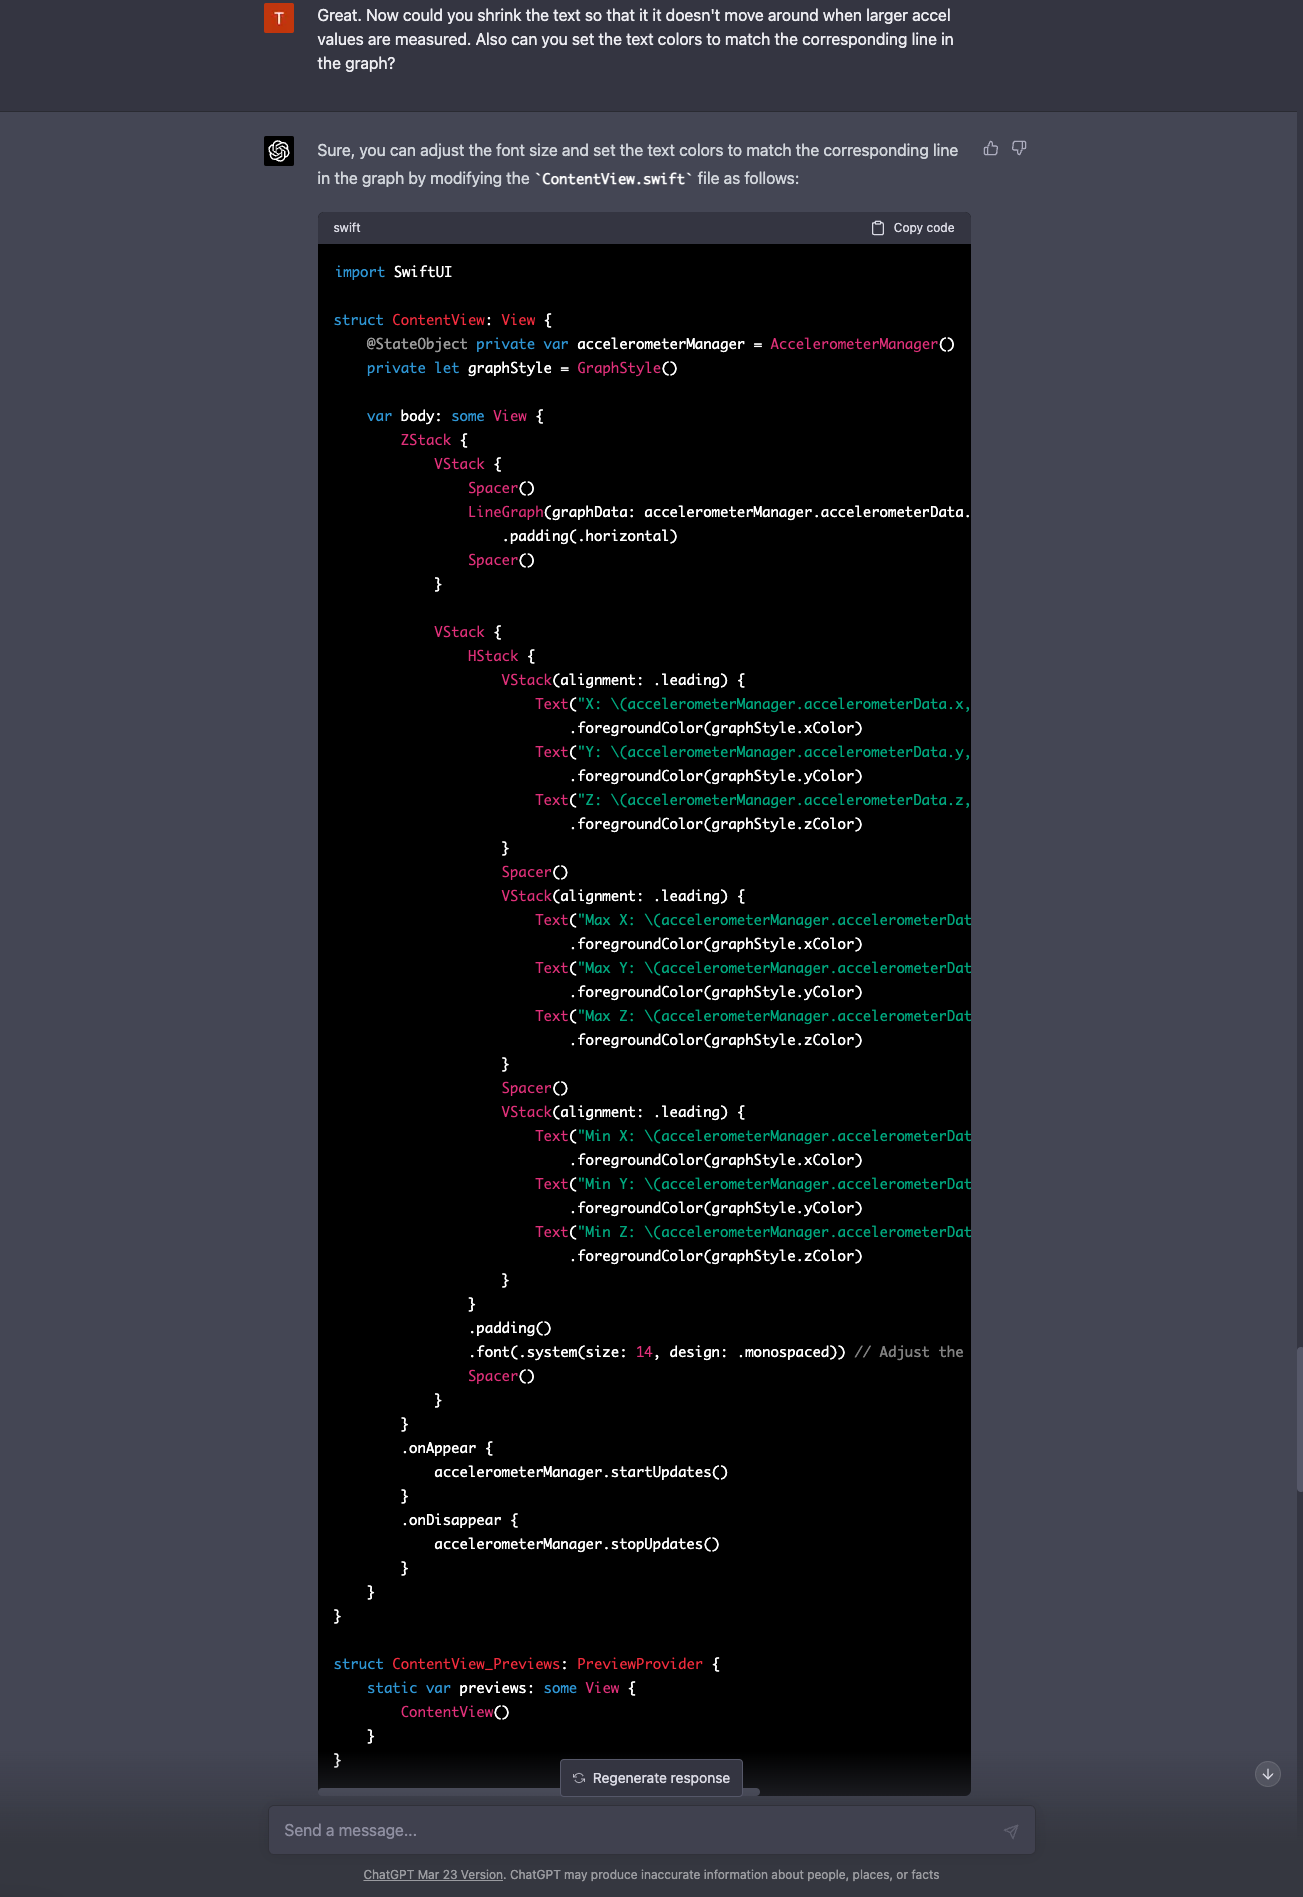 T
Great. Now could you shrink the text so that it it doesn't move around when larger accel
values are measured. Also can you set the text colors to match the corresponding line in
the graph?
Sure, you can adjust the font size and set the text colors to match the corresponding line
in the graph by modifying the `ContentView.swift` file as follows:
swift Copy code
import SwiftUI
struct ContentView: View {
@StateObject private var accelerometerManager = AccelerometerManager()
private let graphStyle = GraphStyle()
var body: some View {
ZStack {
VStack {
Spacer()
LineGraph(graphData: accelerometerManager.accelerometerData.
.padding(.horizontal)
Spacer()
}
VStack {
HStack {
VStack(alignment: .leading) {
Text("X: \(accelerometerManager.accelerometerData.x,
.foregroundColor(graphStyle.xColor)
Text("Y: \(accelerometerManager.accelerometerData.y,
.foregroundColor(graphStyle.yColor)
Text("Z: \(accelerometerManager.accelerometerData.z,
.foregroundColor(graphStyle.zColor)
}
Spacer()
VStack(alignment: .leading) {
Text("Max X: \(accelerometerManager.accelerometerDat
.foregroundColor(graphStyle.xColor)
Text("Max Y: \(accelerometerManager.accelerometerDat
.foregroundColor(graphStyle.yColor)
Text("Max Z: \(accelerometerManager.accelerometerDat
.foregroundColor(graphStyle.zColor)
}
Spacer()
VStack(alignment: .leading) {
Text("Min X: \(accelerometerManager.accelerometerDat
.foregroundColor(graphStyle.xColor)
Text("Min Y: \(accelerometerManager.accelerometerDat
.foregroundColor(graphStyle.yColor)
Text("Min Z: \(accelerometerManager.accelerometerDat
.foregroundColor(graphStyle.zColor)
}
}
.padding()
.font(.system(size: 14, design: .monospaced)) // Adjust the
Spacer()
}
}
.onAppear {
accelerometerManager.startUpdates()
}
.onDisappear {
accelerometerManager.stopUpdates()
}
}
}
struct ContentView_Previews: PreviewProvider {
static var previews: some View {
ContentView()
}
}
Regenerate response
Send a message...
ChatGPT Mar 23 Version. ChatGPT may produce inaccurate information about people, places, or facts